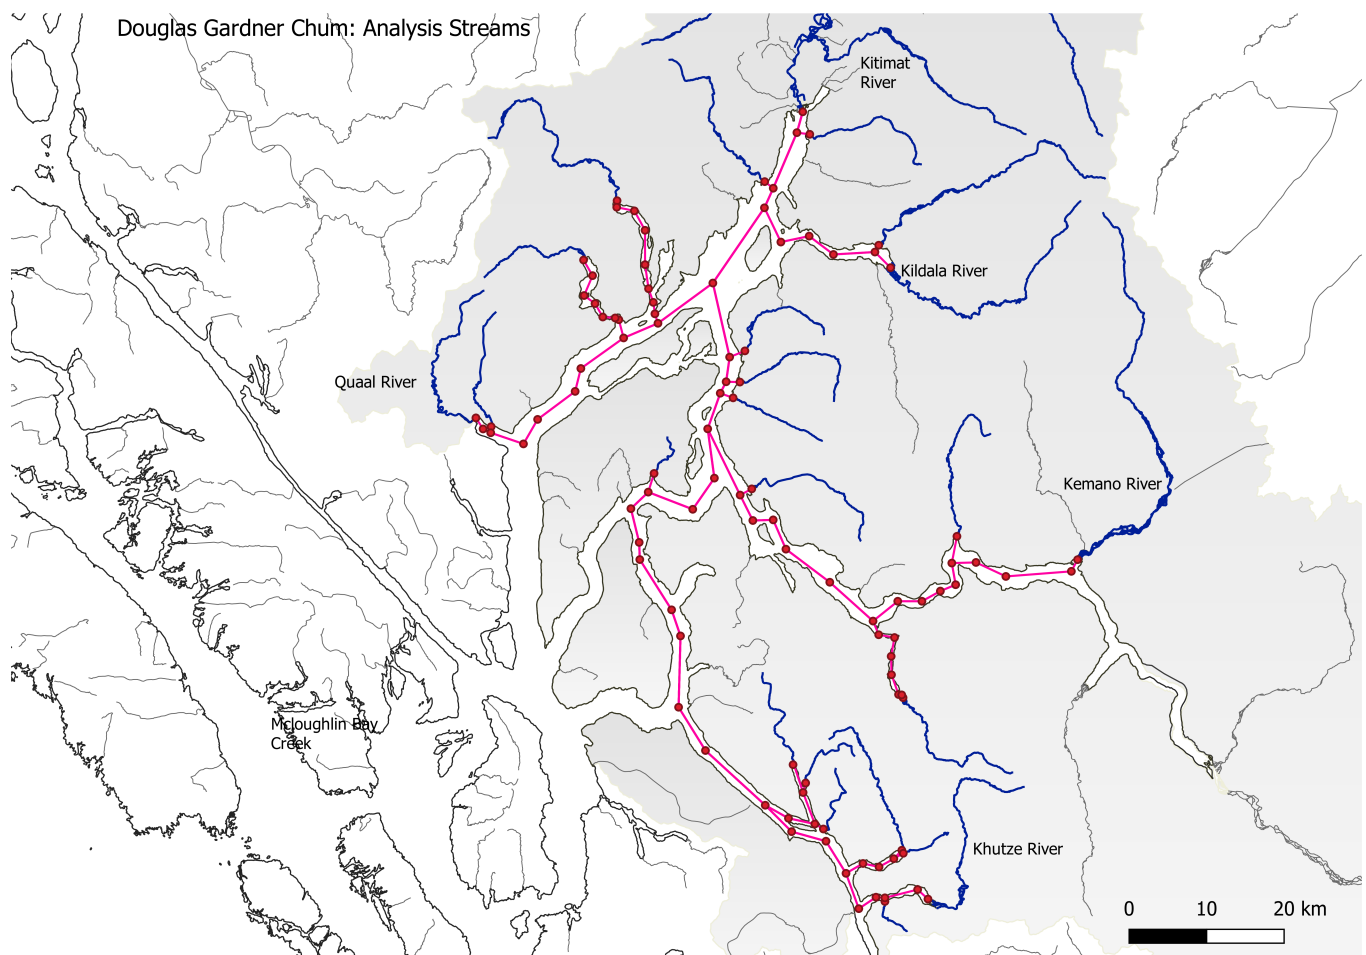 Douglas Gardner Chum: Analysis Streams
Kitimat
River
Kildala River
Quaal River
Kemano River
Mcloughlin Bay
Creek
Khutze River
0 10 20 km